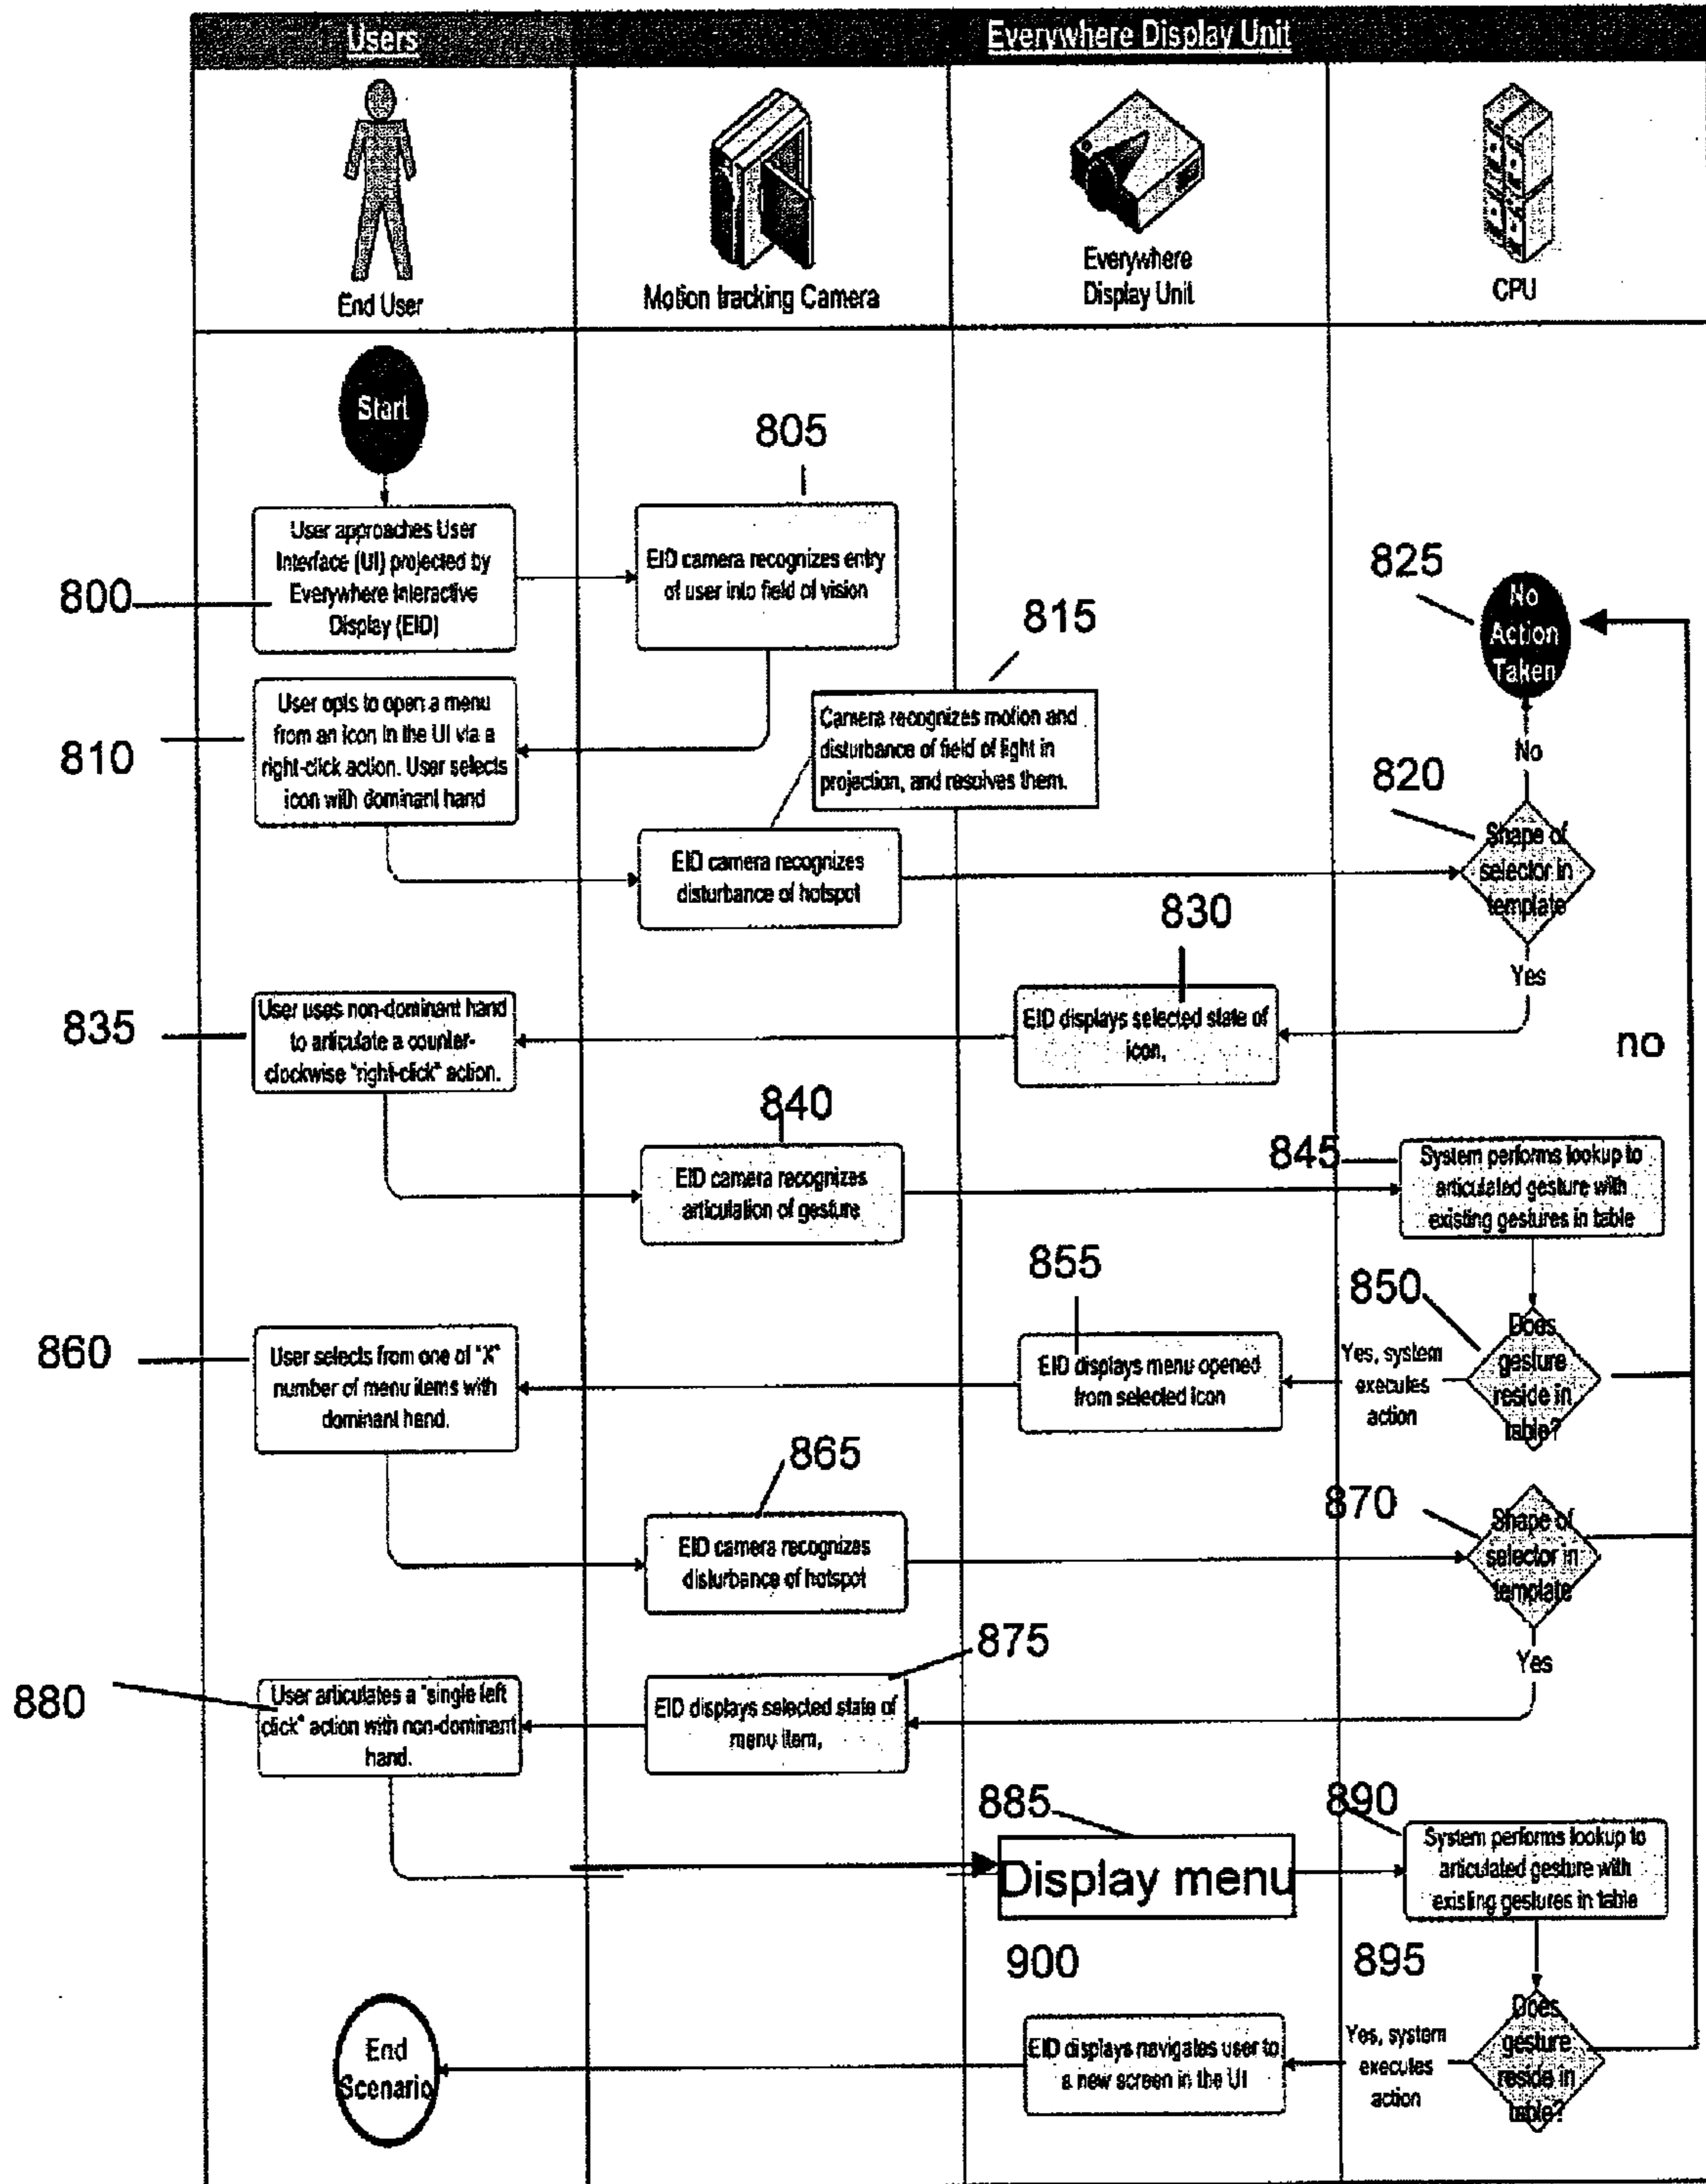 Users
Everywhere Display Unit
End User
Motion tracking Camera
Everywhere
Display Unit
CPU
Start
805
800
User approaches User
Interface (UI) projected by
Everywhere Interactive
Display (EID)
EID camera recognizes entry
of user into field of vision
825
No
Action
Taken
815
810
User opts to open a menu
from an icon in the UI via a
right-click action. User selects
icon with dominant hand
Camera recognizes motion and
disturbance of field of light in
projection, and resolves them.
No
820
EID camera recognizes
disturbance of hotspot
Shape of
selector in
template
830
Yes
835
User uses non-dominant hand
to articulate a counter-
clockwise "right-click" action.
EID displays selected state of
icon,
no
840
EID camera recognizes
articulation of gesture
845
System performs lookup to
articulated gesture with
existing gestures in table
855
850
860
User selects from one of "X"
number of menu items with
dominant hand.
EID displays menu opened
from selected icon
Yes, system
executes
action
Does
gesture
reside in
table?
865
EID camera recognizes
disturbance of hotspot
870
Shape of
selector in
template
875
Yes
880
User articulates a "single left
click" action with non-dominant
hand.
EID displays selected state of
menu item,
885
Display menu
890
System performs lookup to
articulated gesture with
existing gestures in table
900
895
End
Scenario
EID displays navigates user to
a new screen in the UI
Yes, system
executes
action
Does
gesture
reside in
table?